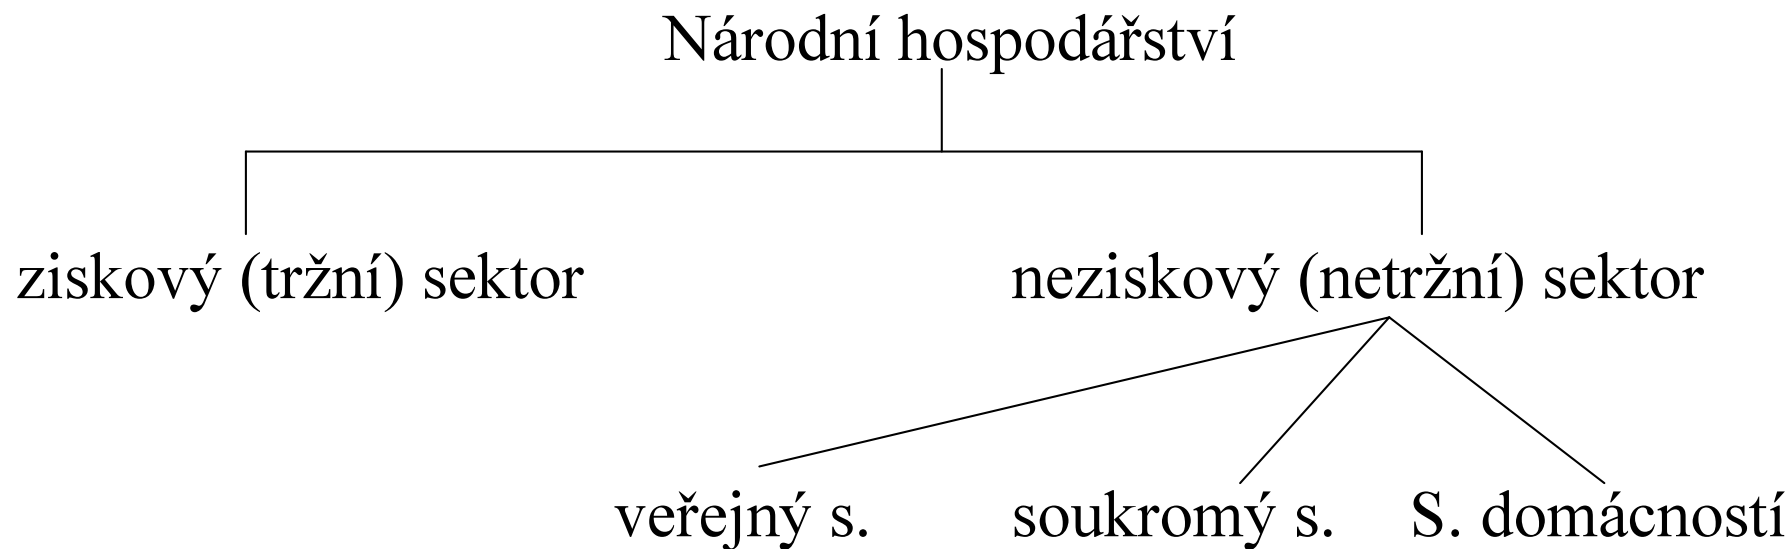 Národní hospodářství
ziskový (tržní) sektor
neziskový (netržní) sektor
veřejný s.
soukromý s.
S. domácností